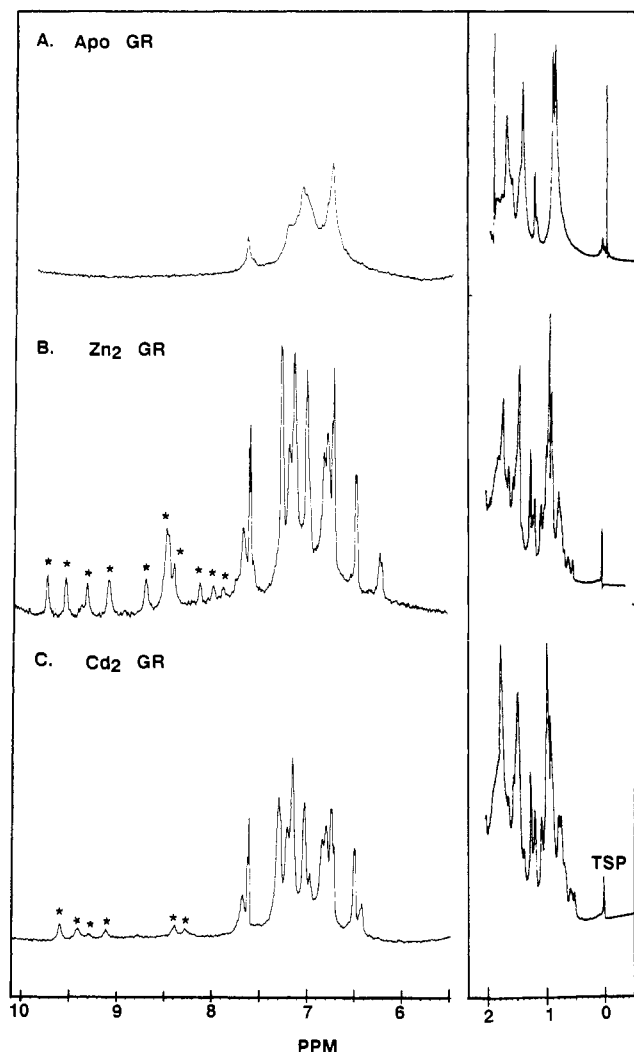 A. Apo GR
B. Zn2 GR
* * * * * * * * * *
C. Cd2 GR
* * * * * *
TSP
10 9 8 7 6 2 1 0
PPM